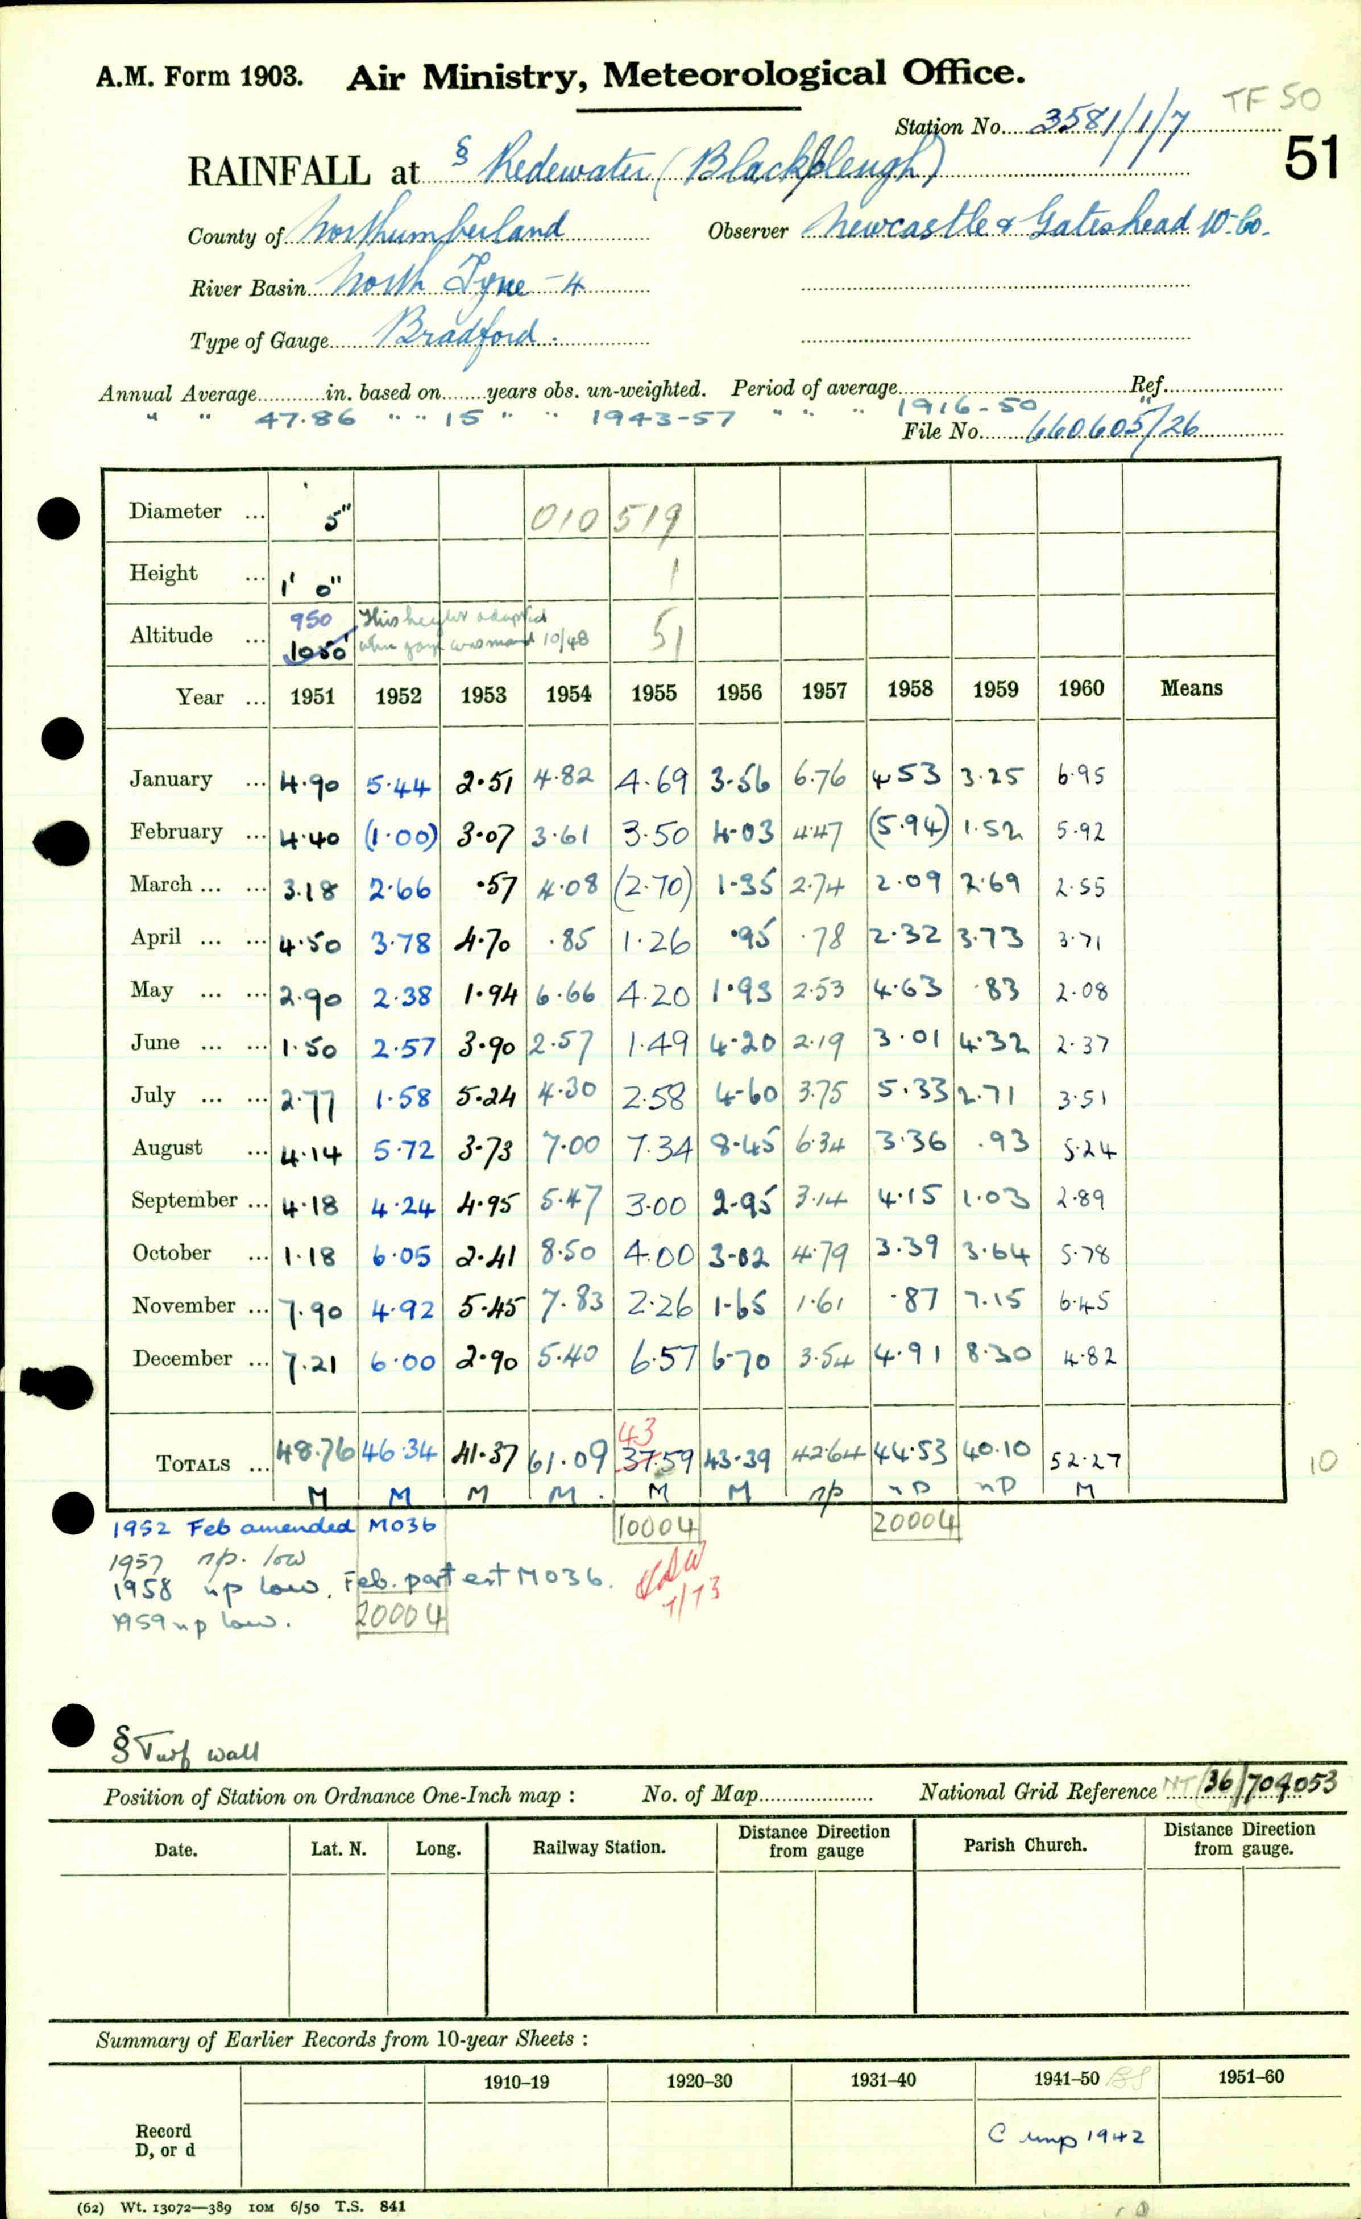 A.M. Form 1903. Air Ministry, Meteorological Office.
TF 50
Station No. 3581/1/7
51
RAINFALL at § Redewater (Blackblengh)
County of Northumberland Observer Newcastle & Gateshead W. Co.
River Basin North Tyne - 4
Type of Gauge Bradford.
Annual Average in. based on years obs. un-weighted. Period of average Ref.
" " 47.86 " " 15 " " 1943-57 " " " 1916-50 "
File No. 660605/26
Diameter ... 5" 010 519
Height ... 1' 0" 1
Altitude ... 950 This height adopted
1050' when gauge was moved 10/48 51
Year ... 1951 1952 1953 1954 1955 1956 1957 1958 1959 1960 Means
January ... 4.90 5.44 2.51 4.82 4.69 3.56 6.76 4.53 3.25 6.95
February ... 4.40 (1.00) 3.07 3.61 3.50 4.03 4.47 (5.94) 1.52 5.92
March ... ... 3.18 2.66 .57 4.08 (2.70) 1.35 2.74 2.09 2.69 2.55
April ... ... 4.50 3.78 4.70 .85 1.26 .95 .78 2.32 3.73 3.71
May ... ... 2.90 2.38 1.94 6.66 4.20 1.93 2.53 4.63 .83 2.08
June ... ... 1.50 2.57 3.90 2.57 1.49 4.20 2.19 3.01 4.32 2.37
July ... ... 2.77 1.58 5.24 4.30 2.58 4.60 3.75 5.33 2.71 3.51
August ... 4.14 5.72 3.73 7.00 7.34 8.45 6.34 3.36 .93 5.24
September ... 4.18 4.24 4.95 5.47 3.00 2.95 3.14 4.15 1.03 2.89
October ... 1.18 6.05 2.41 8.50 4.00 3.02 4.79 3.39 3.64 5.78
November ... 7.90 4.92 5.45 7.83 2.26 1.65 1.61 .87 7.15 6.45
December ... 7.21 6.00 2.90 5.40 6.57 6.70 3.54 4.91 8.30 4.82
43
TOTALS ... 48.76 46.34 41.37 61.09 37.59 43.39 42.64 44.53 40.10 52.27
10
M M M M. M M np np np M
1952 Feb amended M036 10004 20004
1957 np. low
1958 np low. Feb. part est M036.
7/73
1959 np low. 20004
§ Turf wall
Position of Station on Ordnance One-Inch map : No. of Map National Grid Reference NT (36)/709053
Date. Lat. N. Long. Railway Station. Distance Direction from gauge Parish Church. Distance Direction from gauge.
Summary of Earlier Records from 10-year Sheets :
1910–19 1920–30 1931–40 1941–50 1951–60
Record
D, or d
C unp 1942
(62) Wt. 13072—389 10M 6/50 T.S. 841